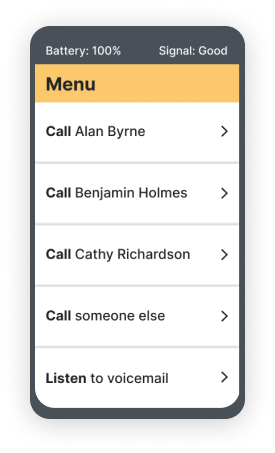 Battery: 100% Signal: Good
Menu
Call Alan Byrne
Call Benjamin Holmes
Call Cathy Richardson
Call someone else
Listen to voicemail